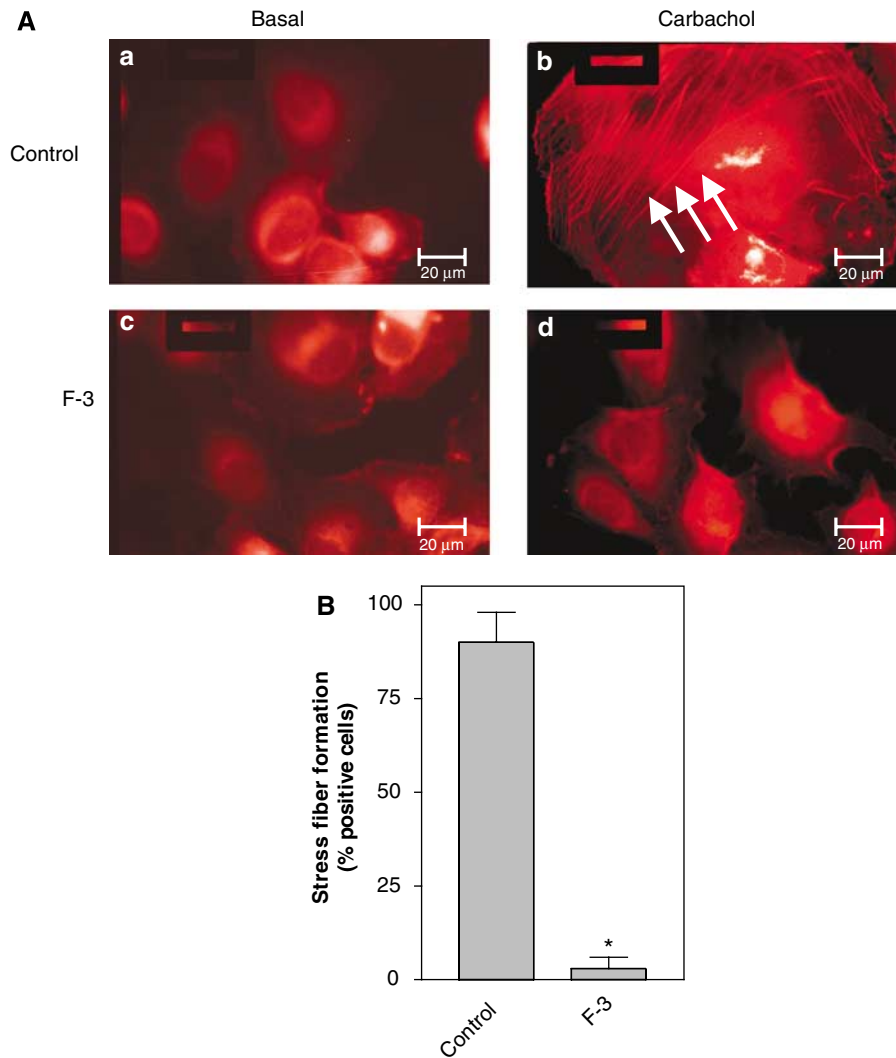 A
Basal
Carbachol
Control
a
b
20 μm
20 μm
F-3
c
d
20 μm
20 μm
B
Stress fiber formation
(% positive cells)
100
75
50
25
0
*
Control
F-3